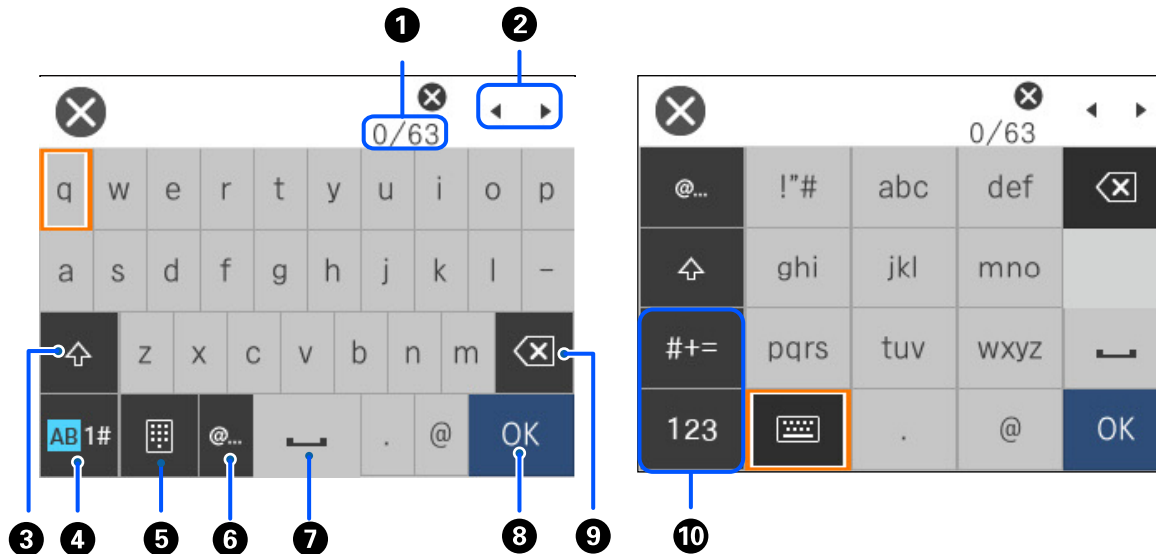 1 2
0/63 0/63
q w e r t y u i o p @... !"# abc def
a s d f g h j k l - ghi jkl mno
z x c v b n m #+= pqrs tuv wxyz
AB 1# @... . @ OK 123 . @ OK
3 4 5 6 7 8 9 10